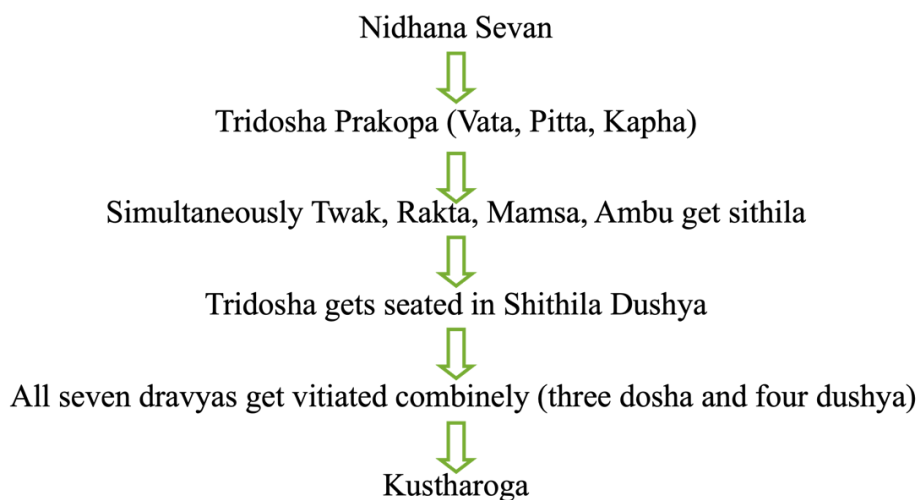 Nidhana Sevan
Tridosha Prakopa (Vata, Pitta, Kapha)
Simultaneously Twak, Rakta, Mamsa, Ambu get sithila
Tridosha gets seated in Shithila Dushya
All seven dravyas get vitiated combinely (three dosha and four dushya)
Kustharoga